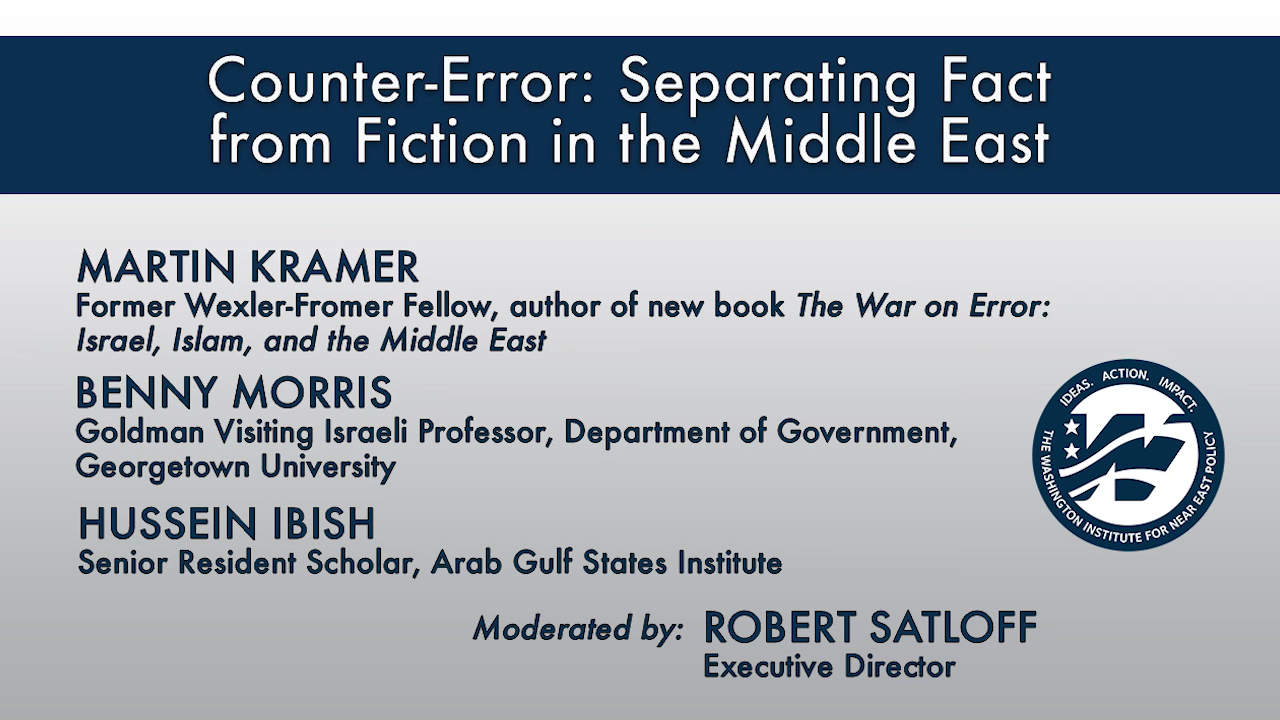 Counter-Error: Separating Fact
from Fiction in the Middle East
MARTIN KRAMER
Former Wexler-Fromer Fellow, author of new book The War on Error:
Israel, Islam, and the Middle East
BENNY MORRIS
Goldman Visiting Israeli Professor, Department of Government,
Georgetown University
IDEAS. ACTION. IMPACT.
THE WASHINGTON INSTITUTE FOR NEAR EAST POLICY
HUSSEIN IBISH
Senior Resident Scholar, Arab Gulf States Institute
Moderated by: ROBERT SATLOFF
Executive Director